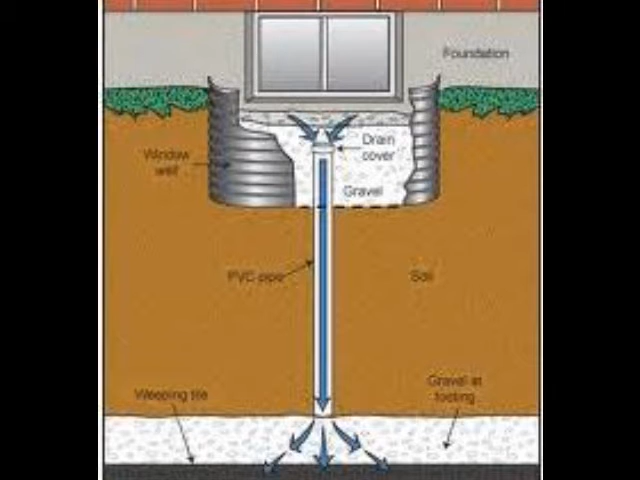 Foundation
Drain
cover
Window
well
Gravel
PVC pipe
Soil
Gravel at
footing
Weeping tile